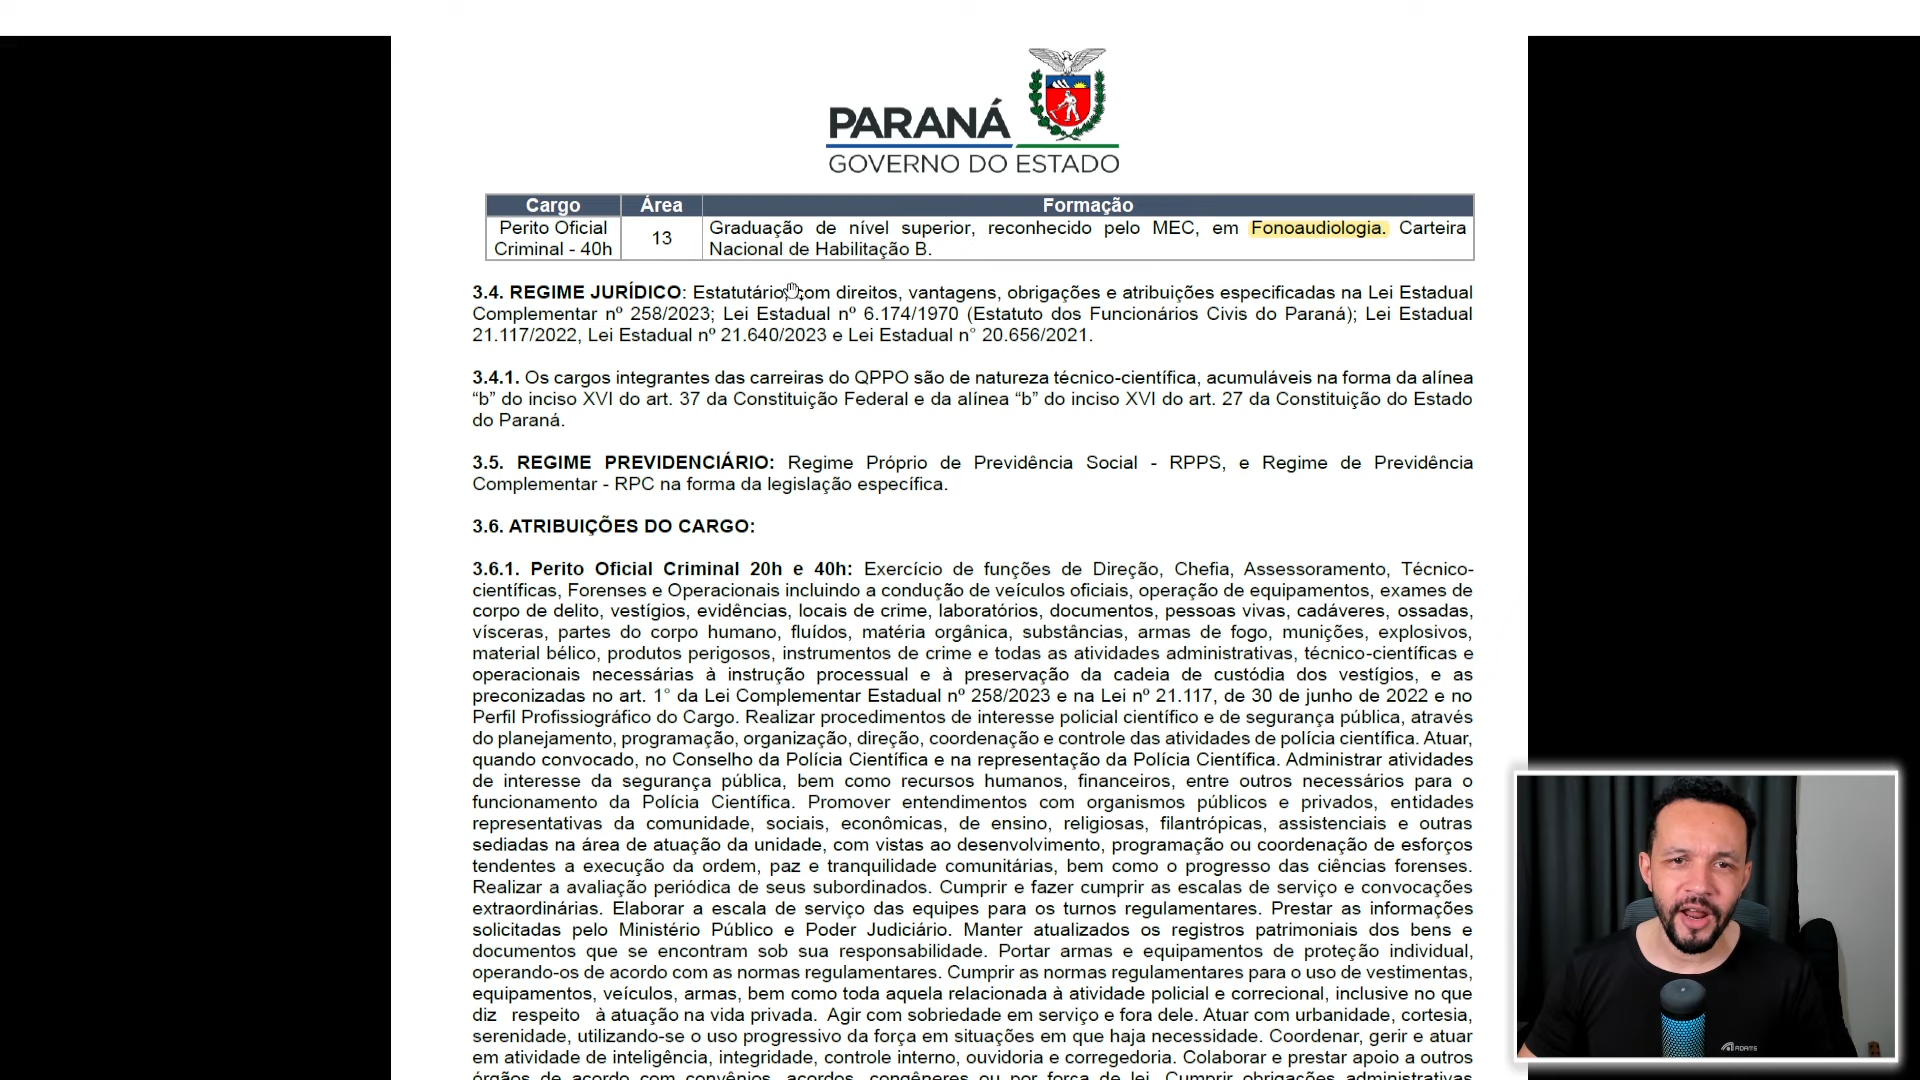 PARANÁ
GOVERNO DO ESTADO
Cargo Área Formação
Perito Oficial Criminal - 40h 13 Graduação de nível superior, reconhecido pelo MEC, em Fonoaudiologia. Carteira
Nacional de Habilitação B.
3.4. REGIME JURÍDICO: Estatutário, com direitos, vantagens, obrigações e atribuições especificadas na Lei Estadual
Complementar nº 258/2023; Lei Estadual nº 6.174/1970 (Estatuto dos Funcionários Civis do Paraná); Lei Estadual
21.117/2022, Lei Estadual nº 21.640/2023 e Lei Estadual n° 20.656/2021.
3.4.1. Os cargos integrantes das carreiras do QPPO são de natureza técnico-científica, acumuláveis na forma da alínea
“b” do inciso XVI do art. 37 da Constituição Federal e da alínea “b” do inciso XVI do art. 27 da Constituição do Estado
do Paraná.
3.5. REGIME PREVIDENCIÁRIO: Regime Próprio de Previdência Social - RPPS, e Regime de Previdência
Complementar - RPC na forma da legislação específica.
3.6. ATRIBUIÇÕES DO CARGO:
3.6.1. Perito Oficial Criminal 20h e 40h: Exercício de funções de Direção, Chefia, Assessoramento, Técnico-
científicas, Forenses e Operacionais incluindo a condução de veículos oficiais, operação de equipamentos, exames de
corpo de delito, vestígios, evidências, locais de crime, laboratórios, documentos, pessoas vivas, cadáveres, ossadas,
vísceras, partes do corpo humano, fluídos, matéria orgânica, substâncias, armas de fogo, munições, explosivos,
material bélico, produtos perigosos, instrumentos de crime e todas as atividades administrativas, técnico-científicas e
operacionais necessárias à instrução processual e à preservação da cadeia de custódia dos vestígios, e as
preconizadas no art. 1° da Lei Complementar Estadual nº 258/2023 e na Lei nº 21.117, de 30 de junho de 2022 e no
Perfil Profissiográfico do Cargo. Realizar procedimentos de interesse policial científico e de segurança pública, através
do planejamento, programação, organização, direção, coordenação e controle das atividades de polícia científica. Atuar,
quando convocado, no Conselho da Polícia Científica e na representação da Polícia Científica. Administrar atividades
de interesse da segurança pública, bem como recursos humanos, financeiros, entre outros necessários para o
funcionamento da Polícia Científica. Promover entendimentos com organismos públicos e privados, entidades
representativas da comunidade, sociais, econômicas, de ensino, religiosas, filantrópicas, assistenciais e outras
sediadas na área de atuação da unidade, com vistas ao desenvolvimento, programação ou coordenação de esforços
tendentes a execução da ordem, paz e tranquilidade comunitárias, bem como o progresso das ciências forenses.
Realizar a avaliação periódica de seus subordinados. Cumprir e fazer cumprir as escalas de serviço e convocações
extraordinárias. Elaborar a escala de serviço das equipes para os turnos regulamentares. Prestar as informações
solicitadas pelo Ministério Público e Poder Judiciário. Manter atualizados os registros patrimoniais dos bens e
documentos que se encontram sob sua responsabilidade. Portar armas e equipamentos de proteção individual,
operando-os de acordo com as normas regulamentares. Cumprir as normas regulamentares para o uso de vestimentas,
equipamentos, veículos, armas, bem como toda aquela relacionada à atividade policial e correcional, inclusive no que
diz respeito à atuação na vida privada. Agir com sobriedade em serviço e fora dele. Atuar com urbanidade, cortesia,
serenidade, utilizando-se o uso progressivo da força em situações em que haja necessidade. Coordenar, gerir e atuar
em atividade de inteligência, integridade, controle interno, ouvidoria e corregedoria. Colaborar e prestar apoio a outros
órgãos de acordo com convênios, acordos, congêneres ou por força de lei. Cumprir obrigações administrativas
ADAMS